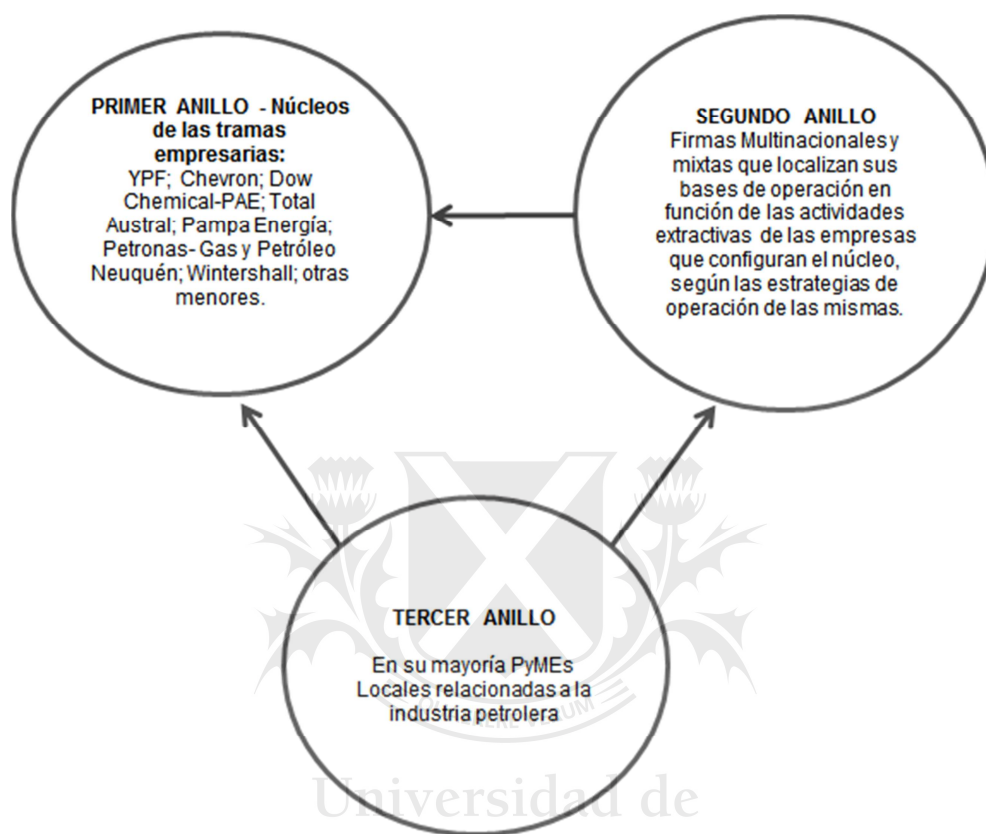 PRIMER ANILLO - Núcleos
de las tramas
empresarias:
YPF; Chevron; Dow
Chemical-PAE; Total
Austral; Pampa Energía;
Petronas- Gas y Petróleo
Neuquén; Wintershall; otras
menores.
SEGUNDO ANILLO
Firmas Multinacionales y
mixtas que localizan sus
bases de operación en
función de las actividades
extractivas de las empresas
que configuran el núcleo,
según las estrategias de
operación de las mismas.
TERCER ANILLO
En su mayoría PyMEs
Locales relacionadas a la
industria petrolera
Universidad de